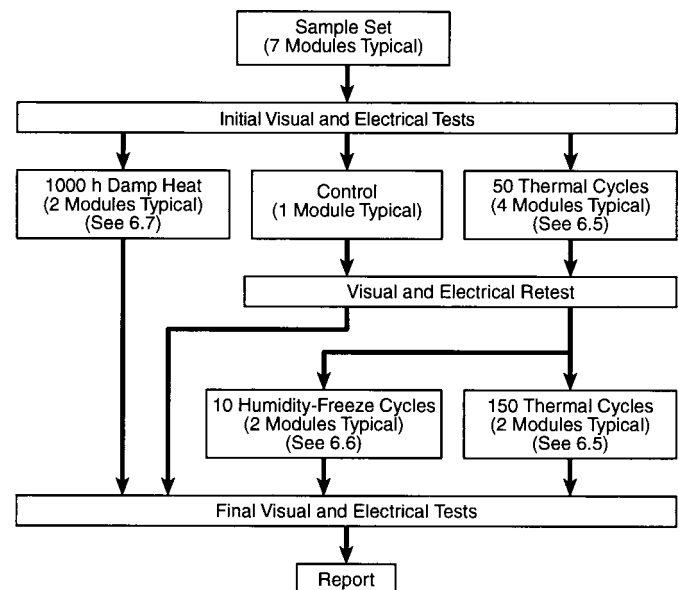 Sample Set
(7 Modules Typical)
Initial Visual and Electrical Tests
1000 h Damp Heat
(2 Modules Typical)
(See 6.7)
Control
(1 Module Typical)
50 Thermal Cycles
(4 Modules Typical)
(See 6.5)
Visual and Electrical Retest
10 Humidity-Freeze Cycles
(2 Modules Typical)
(See 6.6)
150 Thermal Cycles
(2 Modules Typical)
(See 6.5)
Final Visual and Electrical Tests
Report